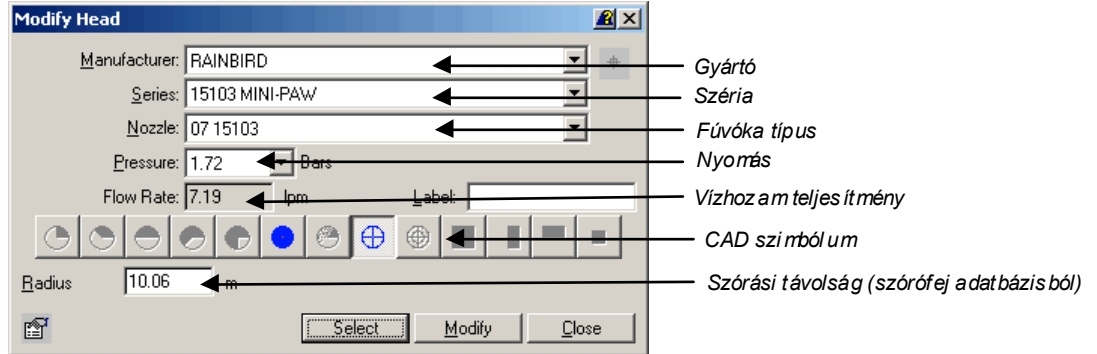 Modify Head
Manufacturer: RAINBIRD
Gyártó
Series: 15103 MINI-PAW
Széria
Nozzle: 07 15103
Fúvóka típus
Pressure: 1.72 Bars
Nyomás
Flow Rate: 7.19 lpm Label:
Vízhozam teljesítmény
CAD szimbólum
Radius 10.06 m
Szórási távolság (szórófej adatbázisból)
Select Modify Close